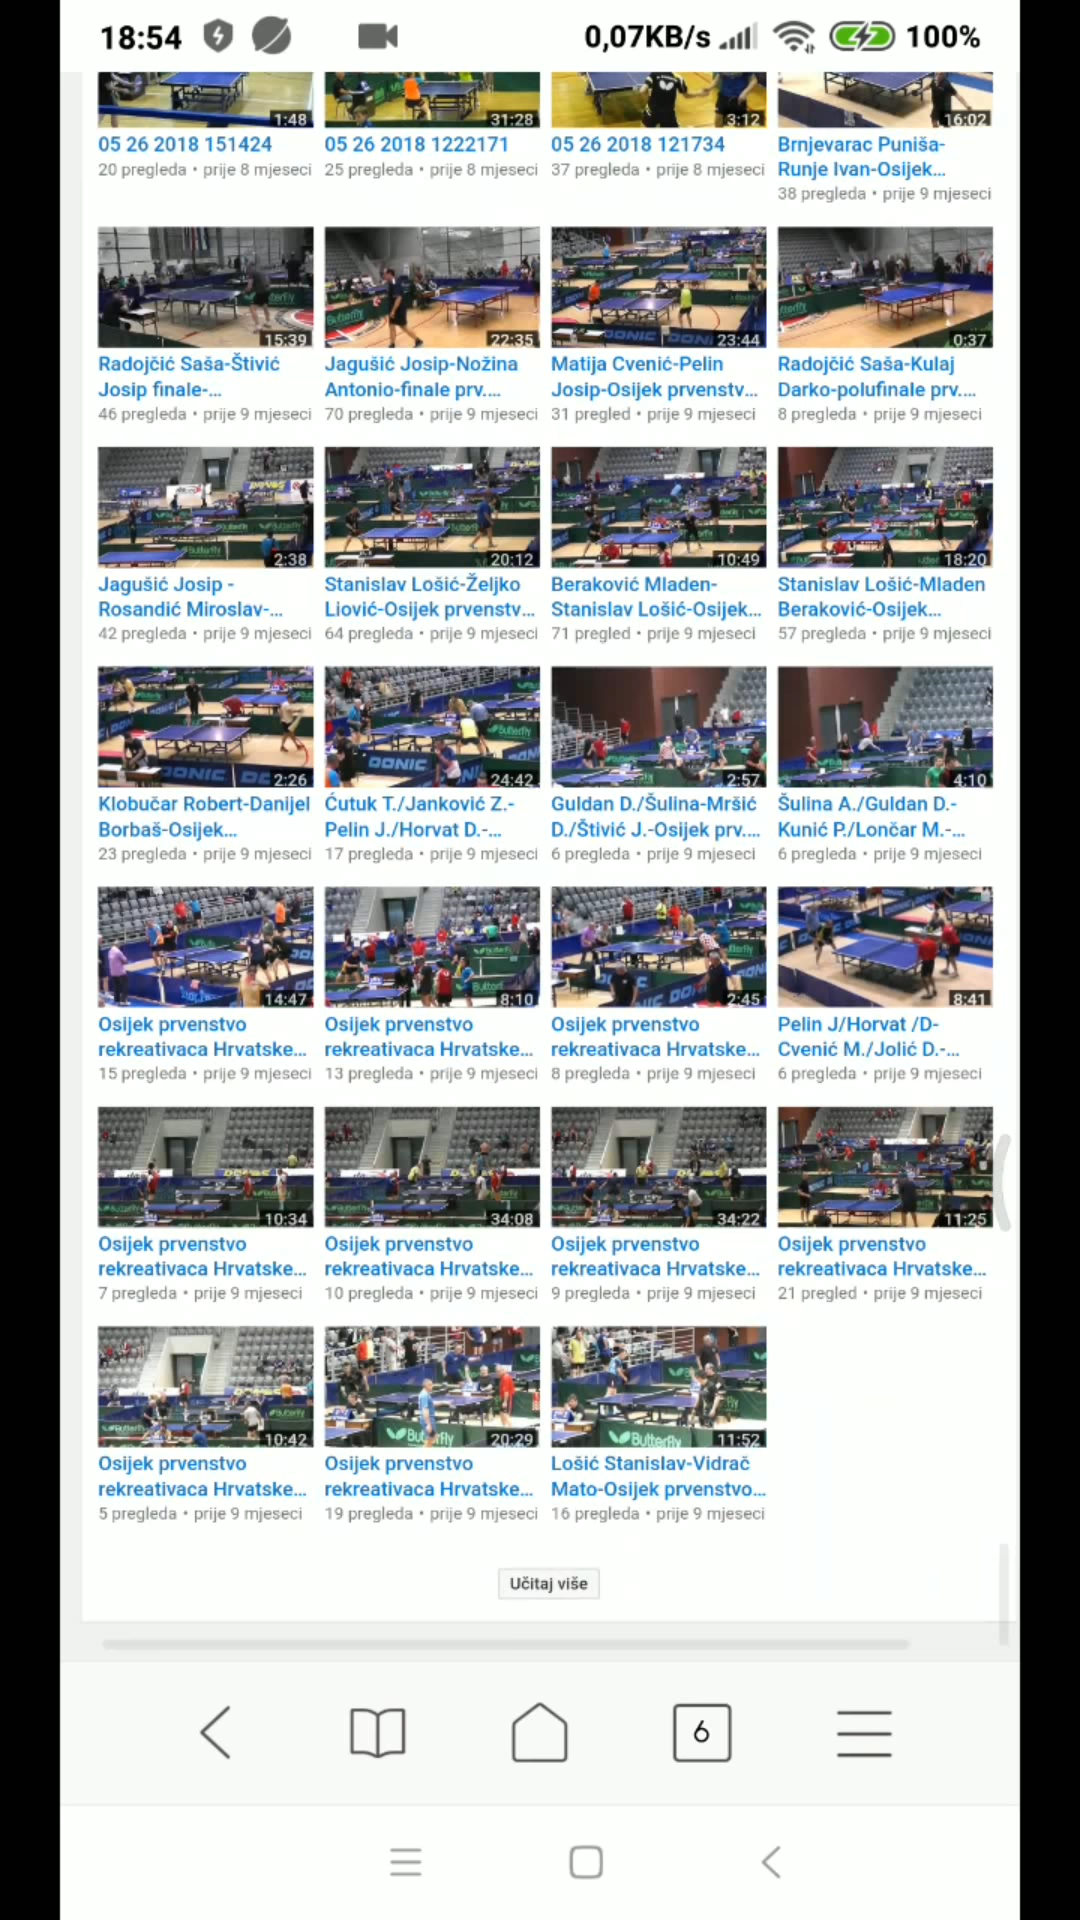 18:54
0,07KB/s
100%
1:48
31:28
3:12
16:02
05 26 2018 151424
20 pregleda • prije 8 mjeseci
05 26 2018 1222171
25 pregleda • prije 8 mjeseci
05 26 2018 121734
37 pregleda • prije 8 mjeseci
Brnjevarac Puniša-
Runje Ivan-Osijek...
38 pregleda • prije 9 mjeseci
15:39
22:35
23:44
0:37
Radojčić Saša-Štivić
Josip finale-...
46 pregleda • prije 9 mjeseci
Jagušić Josip-Nožina
Antonio-finale prv....
70 pregleda • prije 9 mjeseci
Matija Cvenić-Pelin
Josip-Osijek prvenstv...
31 pregled • prije 9 mjeseci
Radojčić Saša-Kulaj
Darko-polufinale prv....
8 pregleda • prije 9 mjeseci
2:38
20:12
10:49
18:20
Jagušić Josip -
Rosandić Miroslav-...
42 pregleda • prije 9 mjeseci
Stanislav Lošić-Željko
Liović-Osijek prvenstv...
64 pregleda • prije 9 mjeseci
Beraković Mladen-
Stanislav Lošić-Osijek...
71 pregled • prije 9 mjeseci
Stanislav Lošić-Mladen
Beraković-Osijek...
57 pregleda • prije 9 mjeseci
DONIC
2:26
24:42
2:57
4:10
Klobučar Robert-Danijel
Borbaš-Osijek...
23 pregleda • prije 9 mjeseci
Ćutuk T./Janković Z.-
Pelin J./Horvat D.-...
17 pregleda • prije 9 mjeseci
Guldan D./Šulina-Mršić
D./Štivić J.-Osijek prv....
6 pregleda • prije 9 mjeseci
Šulina A./Guldan D.-
Kunić P./Lončar M.-...
6 pregleda • prije 9 mjeseci
14:47
8:10
2:45
8:41
Osijek prvenstvo
rekreativaca Hrvatske...
15 pregleda • prije 9 mjeseci
Osijek prvenstvo
rekreativaca Hrvatske...
13 pregleda • prije 9 mjeseci
Osijek prvenstvo
rekreativaca Hrvatske...
8 pregleda • prije 9 mjeseci
Pelin J/Horvat /D-
Cvenić M./Jolić D.-...
6 pregleda • prije 9 mjeseci
10:34
34:08
34:22
11:25
Osijek prvenstvo
rekreativaca Hrvatske...
7 pregleda • prije 9 mjeseci
Osijek prvenstvo
rekreativaca Hrvatske...
10 pregleda • prije 9 mjeseci
Osijek prvenstvo
rekreativaca Hrvatske...
9 pregleda • prije 9 mjeseci
Osijek prvenstvo
rekreativaca Hrvatske...
21 pregled • prije 9 mjeseci
Butterfly
Butterfly
10:42
20:29
11:52
Osijek prvenstvo
rekreativaca Hrvatske...
5 pregleda • prije 9 mjeseci
Osijek prvenstvo
rekreativaca Hrvatske...
19 pregleda • prije 9 mjeseci
Lošić Stanislav-Vidrač
Mato-Osijek prvenstvo...
16 pregleda • prije 9 mjeseci
Učitaj više
6